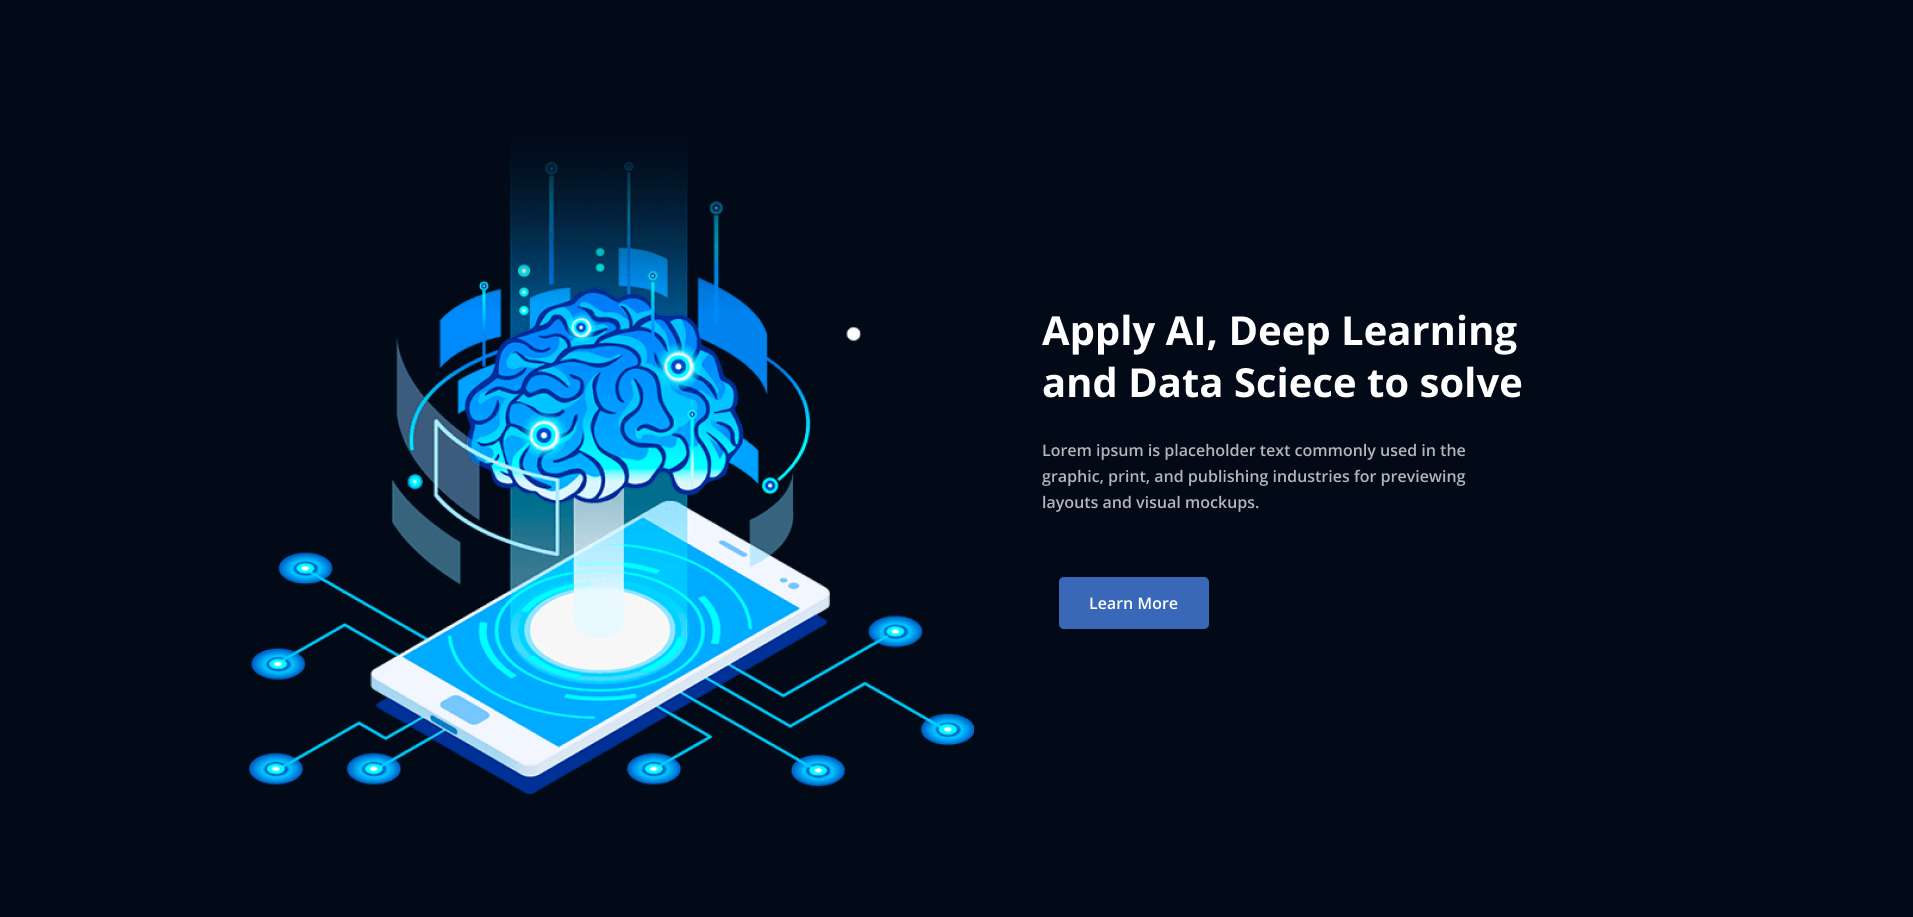 Apply AI, Deep Learning
and Data Sciece to solve
Lorem ipsum is placeholder text commonly used in the
graphic, print, and publishing industries for previewing
layouts and visual mockups.
Learn More